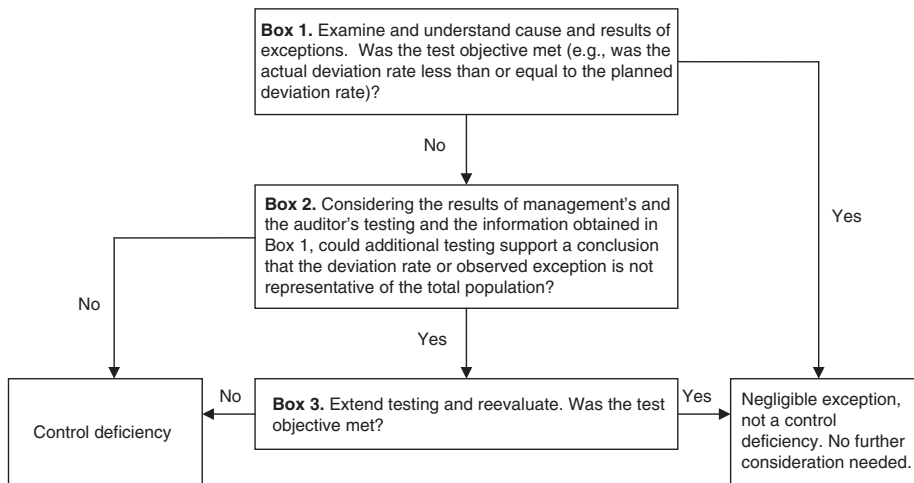 Box 1. Examine and understand cause and results of
exceptions. Was the test objective met (e.g., was the
actual deviation rate less than or equal to the planned
deviation rate)?
No
Yes
Box 2. Considering the results of management's and
the auditor's testing and the information obtained in
Box 1, could additional testing support a conclusion
that the deviation rate or observed exception is not
representative of the total population?
No
Yes
Control deficiency
No
Box 3. Extend testing and reevaluate. Was the test
objective met?
Yes
Negligible exception,
not a control
deficiency. No further
consideration needed.